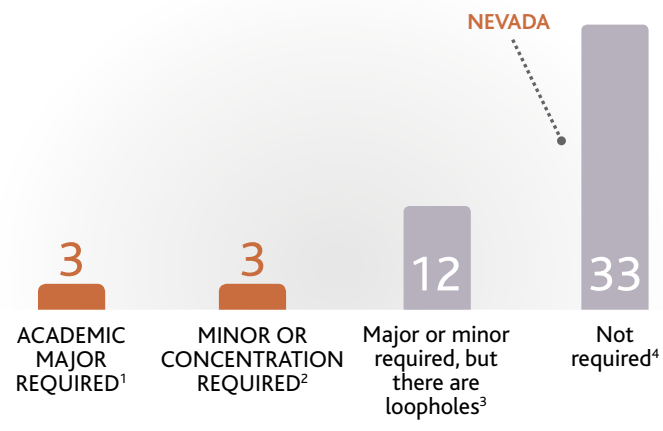 NEVADA
3
3
12
33
ACADEMIC
MAJOR
REQUIRED¹
MINOR OR
CONCENTRATION
REQUIRED²
Major or minor
required, but
there are
loopholes³
Not
required⁴